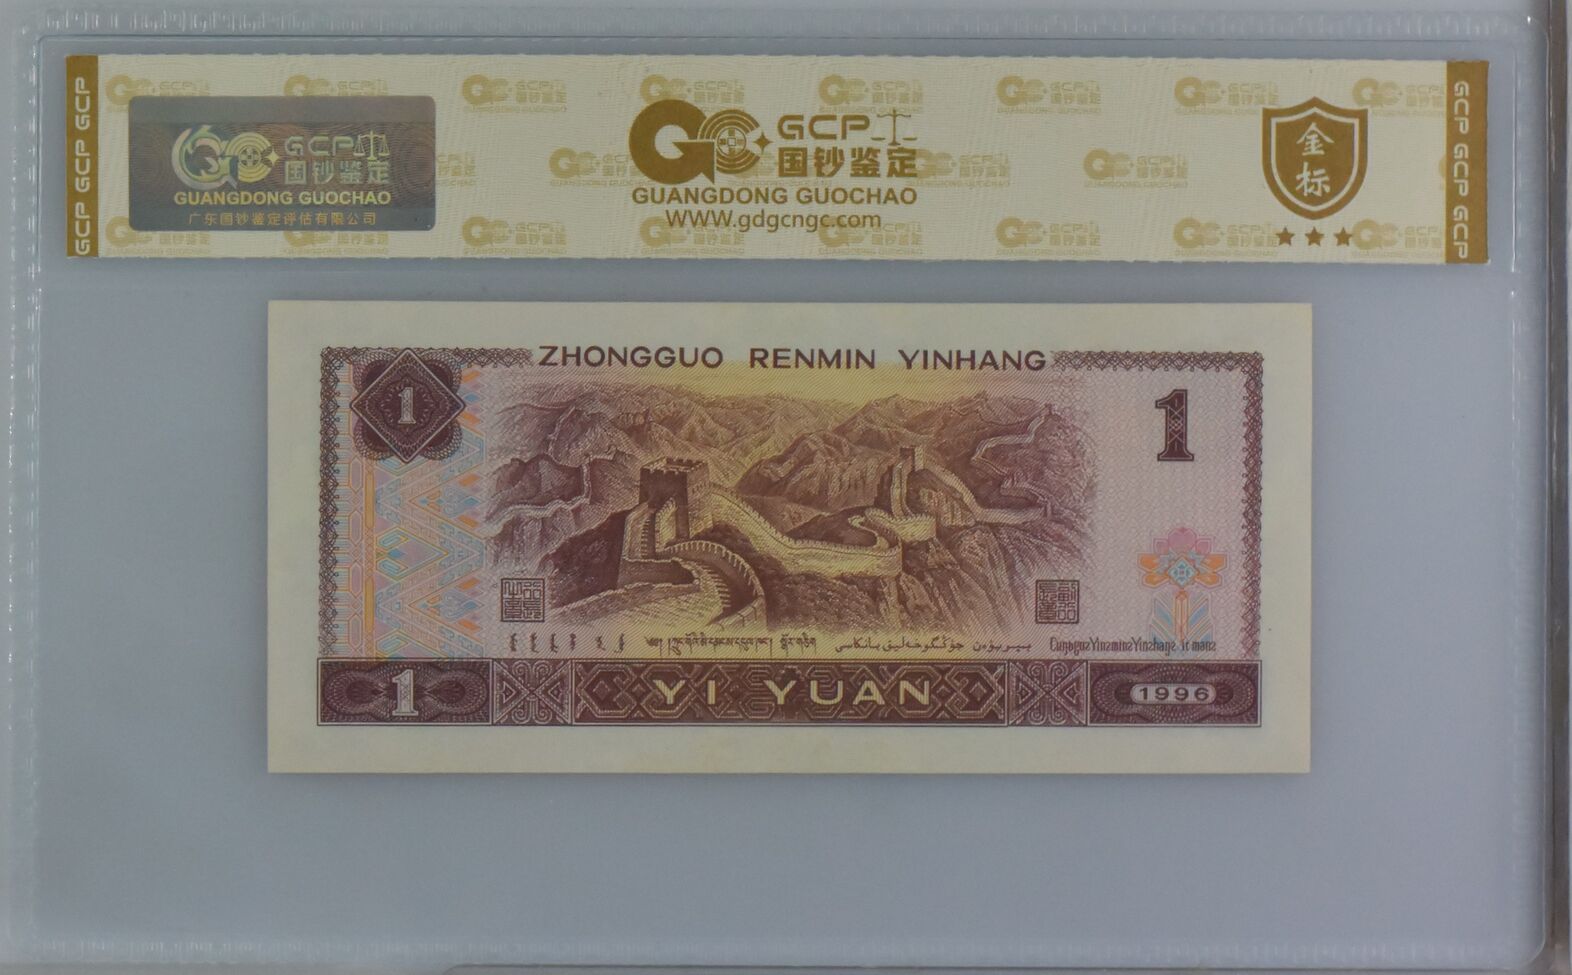 GCP GCP GCP
GCP
国钞鉴定
GUANGDONG GUOCHAO
广东国钞鉴定评估有限公司
GCP
国钞鉴定
GUANGDONG GUOCHAO
WWW.gdgcngc.com
金标
GCP GCP GCP
ZHONGGUO RENMIN YINHANG
1
1
1 YI YUAN 1996